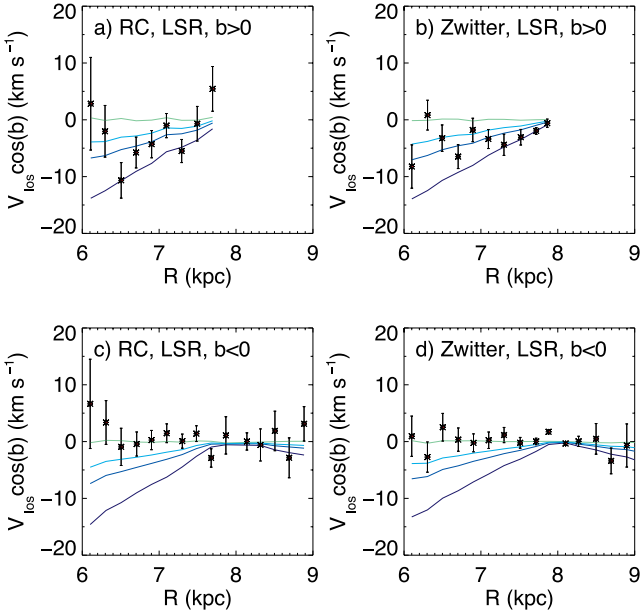 a) RC, LSR, b>0
20
10
0
−10
−20
V_los cos(b) (km s⁻¹)
6 7 8 9
R (kpc)
b) Zwitter, LSR, b>0
20
10
0
−10
−20
V_los cos(b) (km s⁻¹)
6 7 8 9
R (kpc)
c) RC, LSR, b<0
20
10
0
−10
−20
V_los cos(b) (km s⁻¹)
6 7 8 9
R (kpc)
d) Zwitter, LSR, b<0
20
10
0
−10
−20
V_los cos(b) (km s⁻¹)
6 7 8 9
R (kpc)